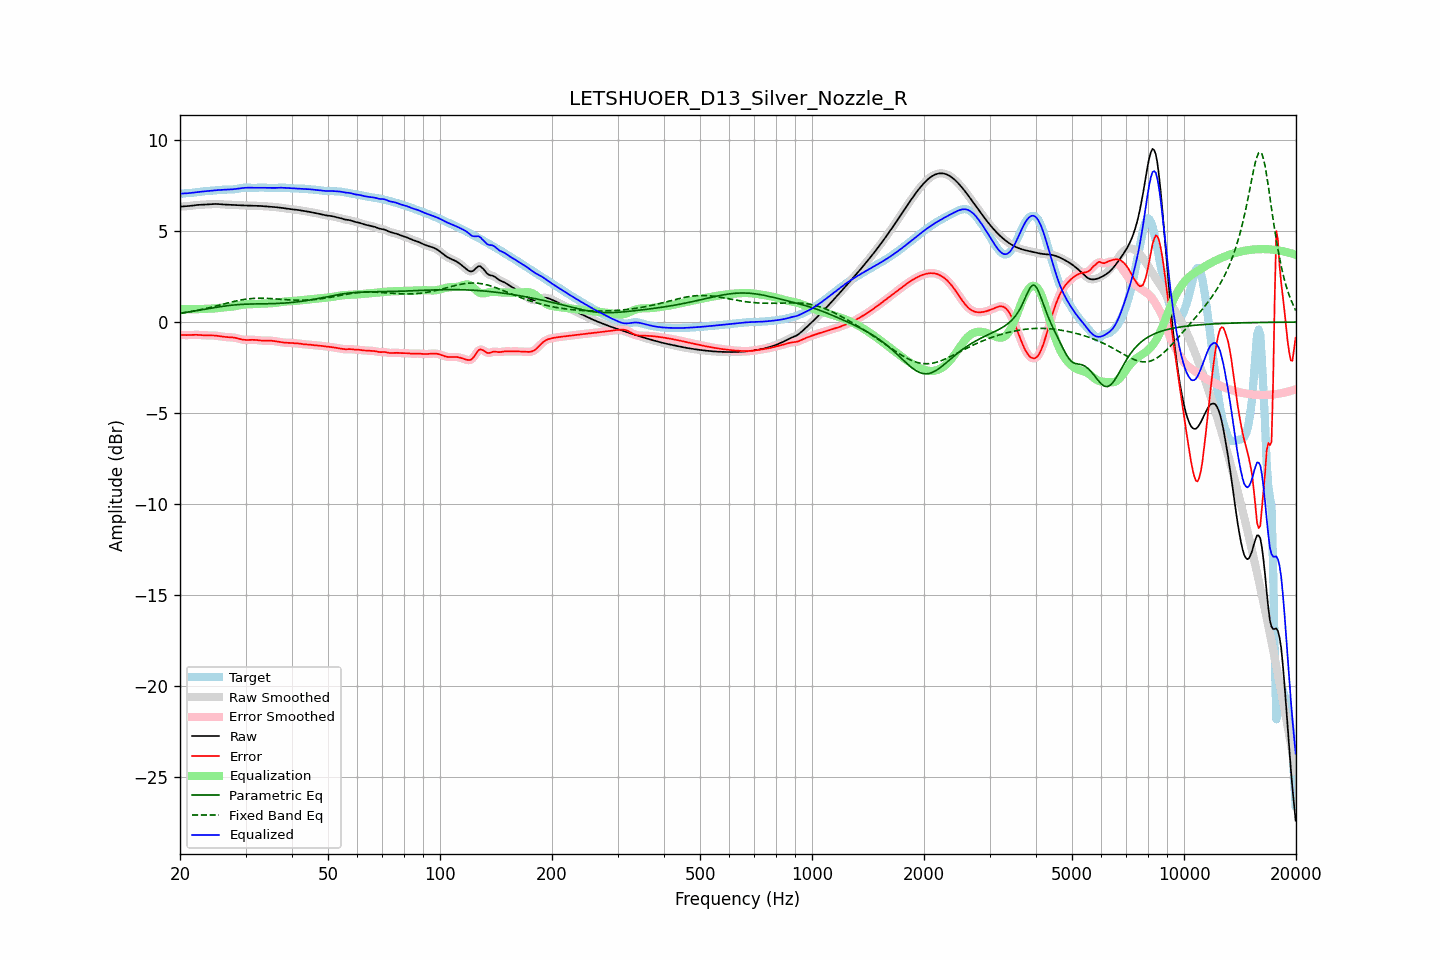 LETSHUOER_D13_Silver_Nozzle_R
10
5
0
−5
−10
−15
−20
−25
Amplitude (dBr)
Target
Raw Smoothed
Error Smoothed
Raw
Error
Equalization
Parametric Eq
Fixed Band Eq
Equalized
20 50 100 200 500 1000 2000 5000 10000 20000
Frequency (Hz)